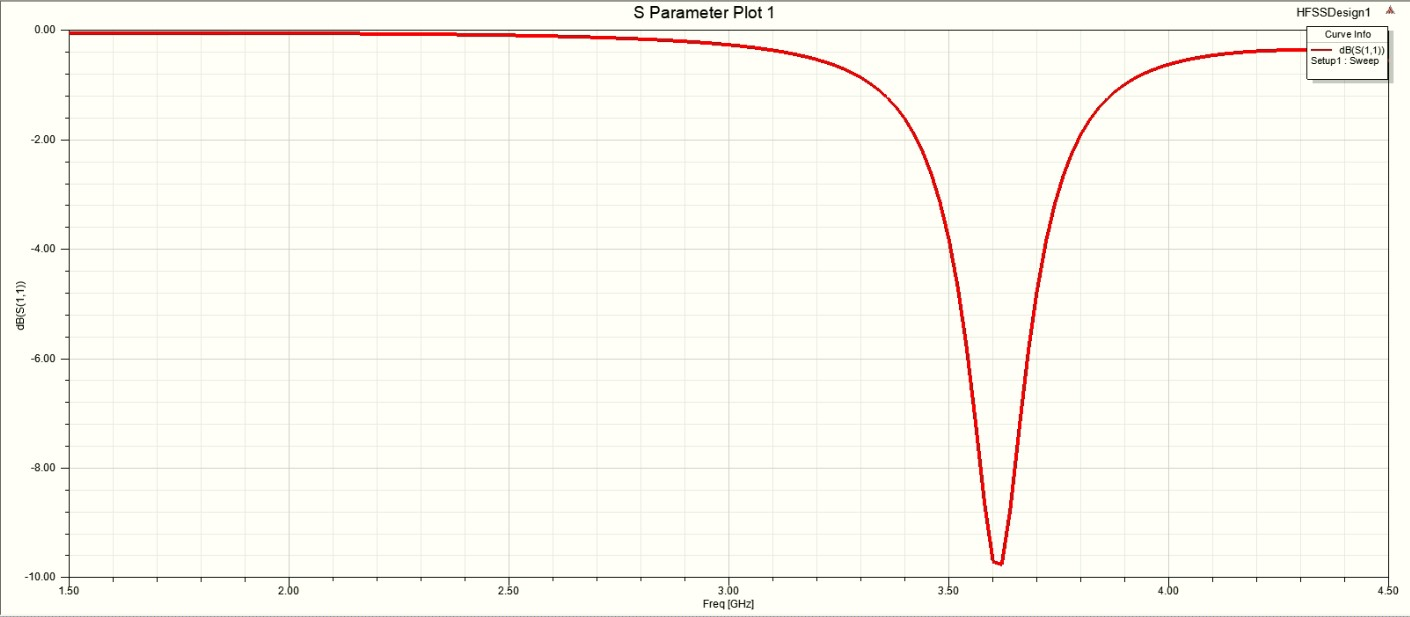 S Parameter Plot 1
HFSSDesign1
Curve Info
dB(S(1,1))
Setup1 : Sweep
0.00
-2.00
-4.00
-6.00
-8.00
-10.00
dB(S(1,1))
1.50 2.00 2.50 3.00 3.50 4.00 4.50
Freq [GHz]